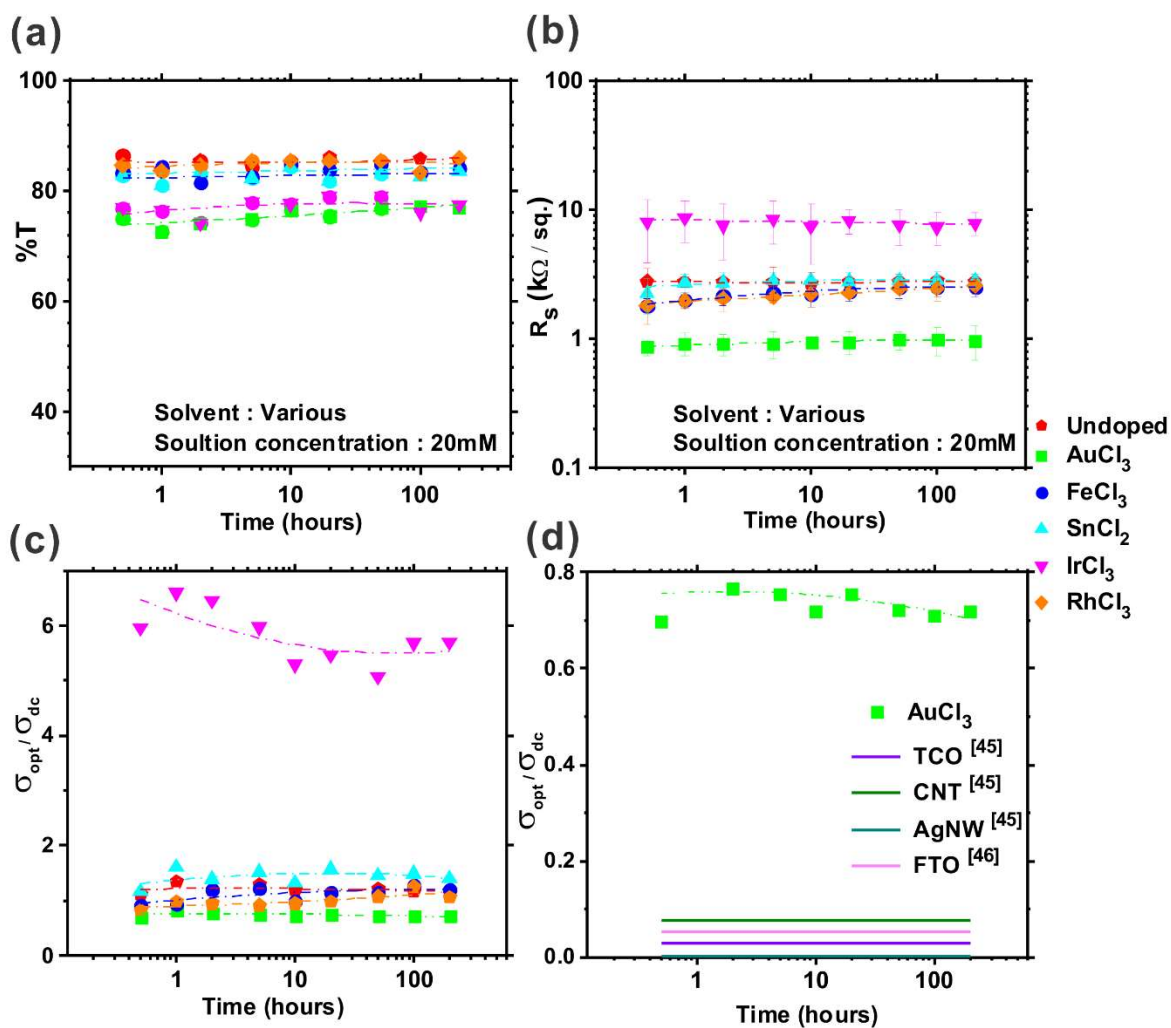 (a)
100
80
60
40
%T
Solvent : Various
Soultion concentration : 20mM
1
10
100
Time (hours)
(b)
100
10
1
0.1
Rs (kΩ / sq.)
Solvent : Various
Soultion concentration : 20mM
1
10
100
Time (hours)
Undoped
AuCl3
FeCl3
SnCl2
IrCl3
RhCl3
(c)
6
4
2
0
σopt / σdc
1
10
100
Time (hours)
(d)
0.8
0.6
0.4
0.2
0.0
σopt / σdc
AuCl3
TCO [45]
CNT [45]
AgNW [45]
FTO [46]
1
10
100
Time (hours)